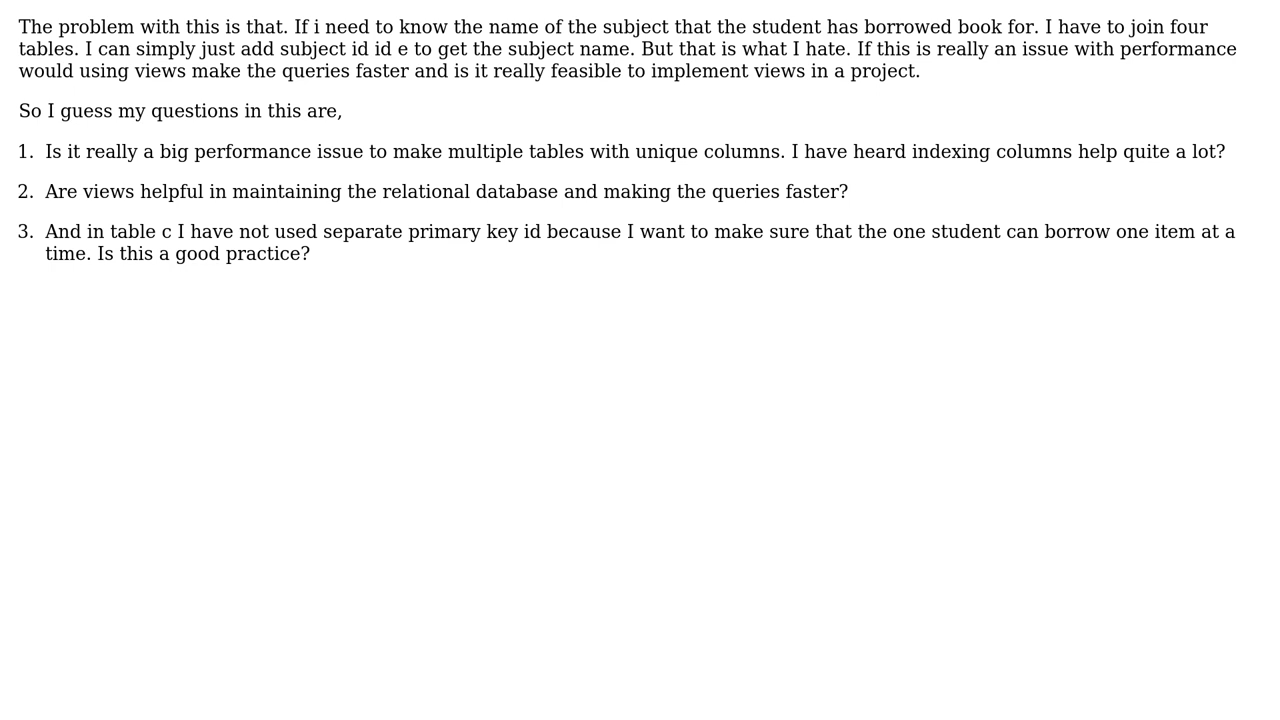 The problem with this is that. If i need to know the name of the subject that the student has borrowed book for. I have to join four
tables. I can simply just add subject id id e to get the subject name. But that is what I hate. If this is really an issue with performance
would using views make the queries faster and is it really feasible to implement views in a project.
So I guess my questions in this are,
1. Is it really a big performance issue to make multiple tables with unique columns. I have heard indexing columns help quite a lot?
2. Are views helpful in maintaining the relational database and making the queries faster?
3. And in table c I have not used separate primary key id because I want to make sure that the one student can borrow one item at a
time. Is this a good practice?